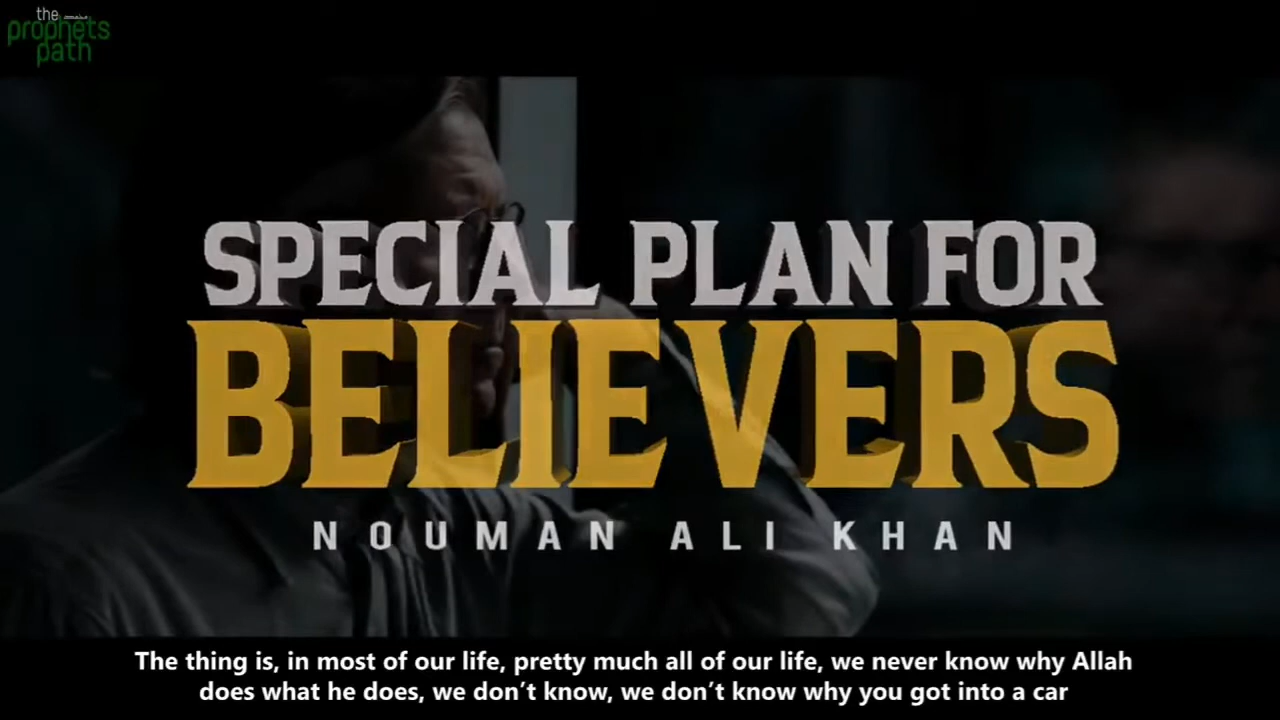 the
prophets
path
SPECIAL PLAN FOR
BELIEVERS
NOUMAN ALI KHAN
The thing is, in most of our life, pretty much all of our life, we never know why Allah
does what he does, we don’t know, we don’t know why you got into a car